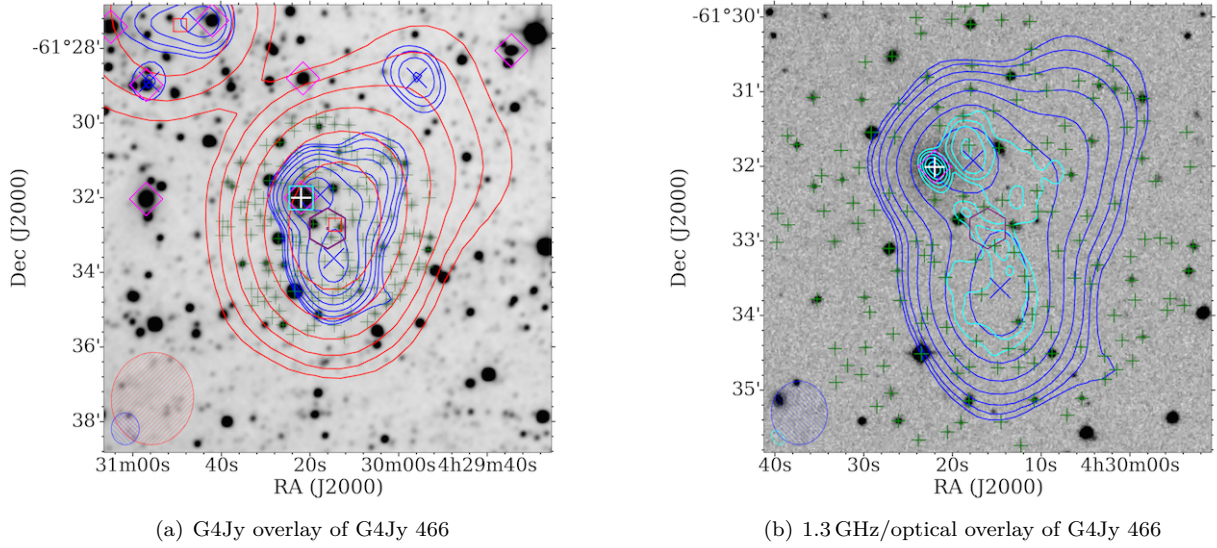 -61°28'
30'
32'
34'
36'
38'
Dec (J2000)
31m00s 40s 20s 30m00s 4h29m40s
RA (J2000)
(a) G4Jy overlay of G4Jy 466
-61°30'
31'
32'
33'
34'
35'
Dec (J2000)
40s 30s 20s 10s 4h30m00s
RA (J2000)
(b) 1.3 GHz/optical overlay of G4Jy 466